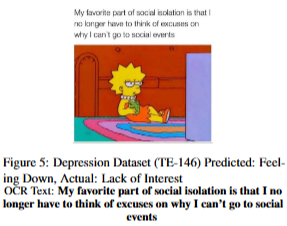 My favorite part of social isolation is that I
no longer have to think of excuses on
why I can't go to social events
Figure 5: Depression Dataset (TE-146) Predicted: Feel-
ing Down, Actual: Lack of Interest
OCR Text: My favorite part of social isolation is that I no
longer have to think of excuses on why I can't go to social
events